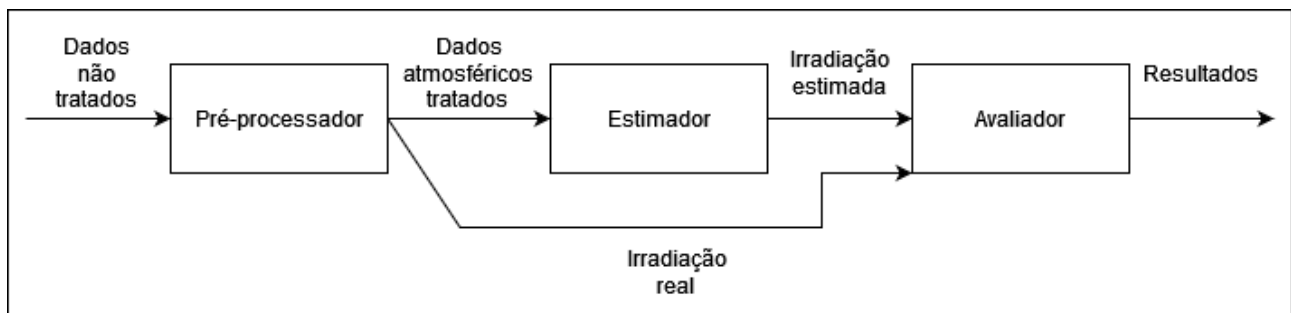 Dados
não
tratados
Pré-processador
Dados
atmosféricos
tratados
Estimador
Irradiação
estimada
Avaliador
Resultados
Irradiação
real